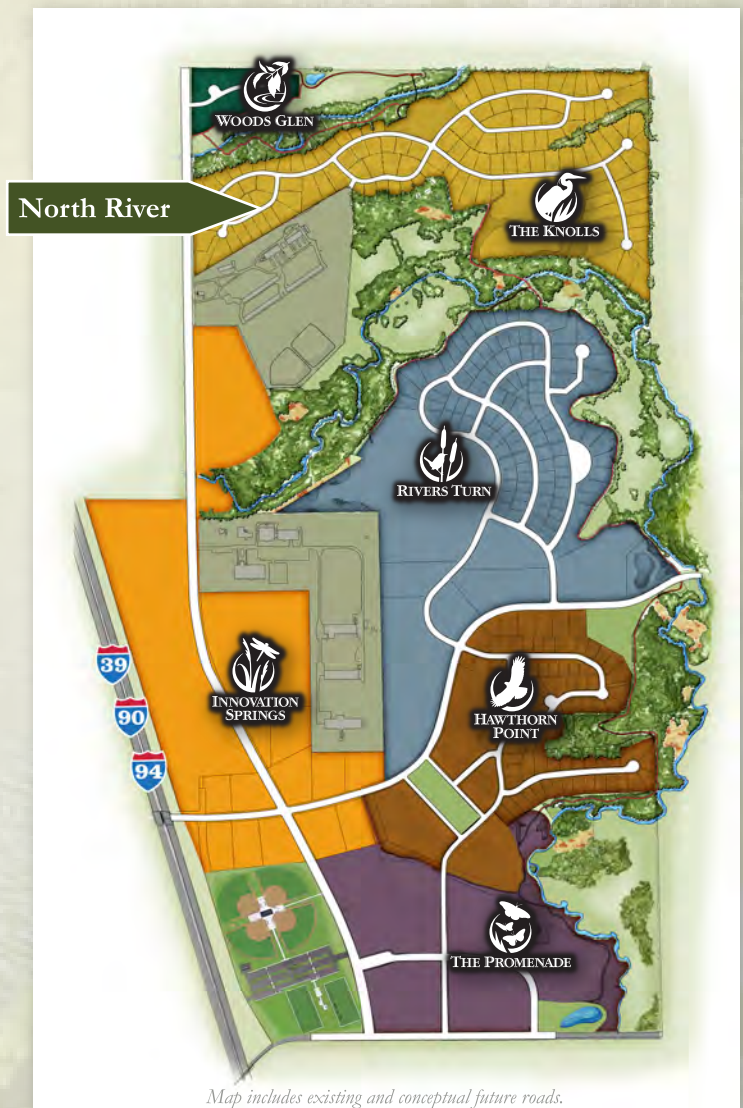 WOODS GLEN
North River
THE KNOLLS
RIVERS TURN
39
90
94
INNOVATION
SPRINGS
HAWTHORN
POINT
THE PROMENADE
Map includes existing and conceptual future roads.